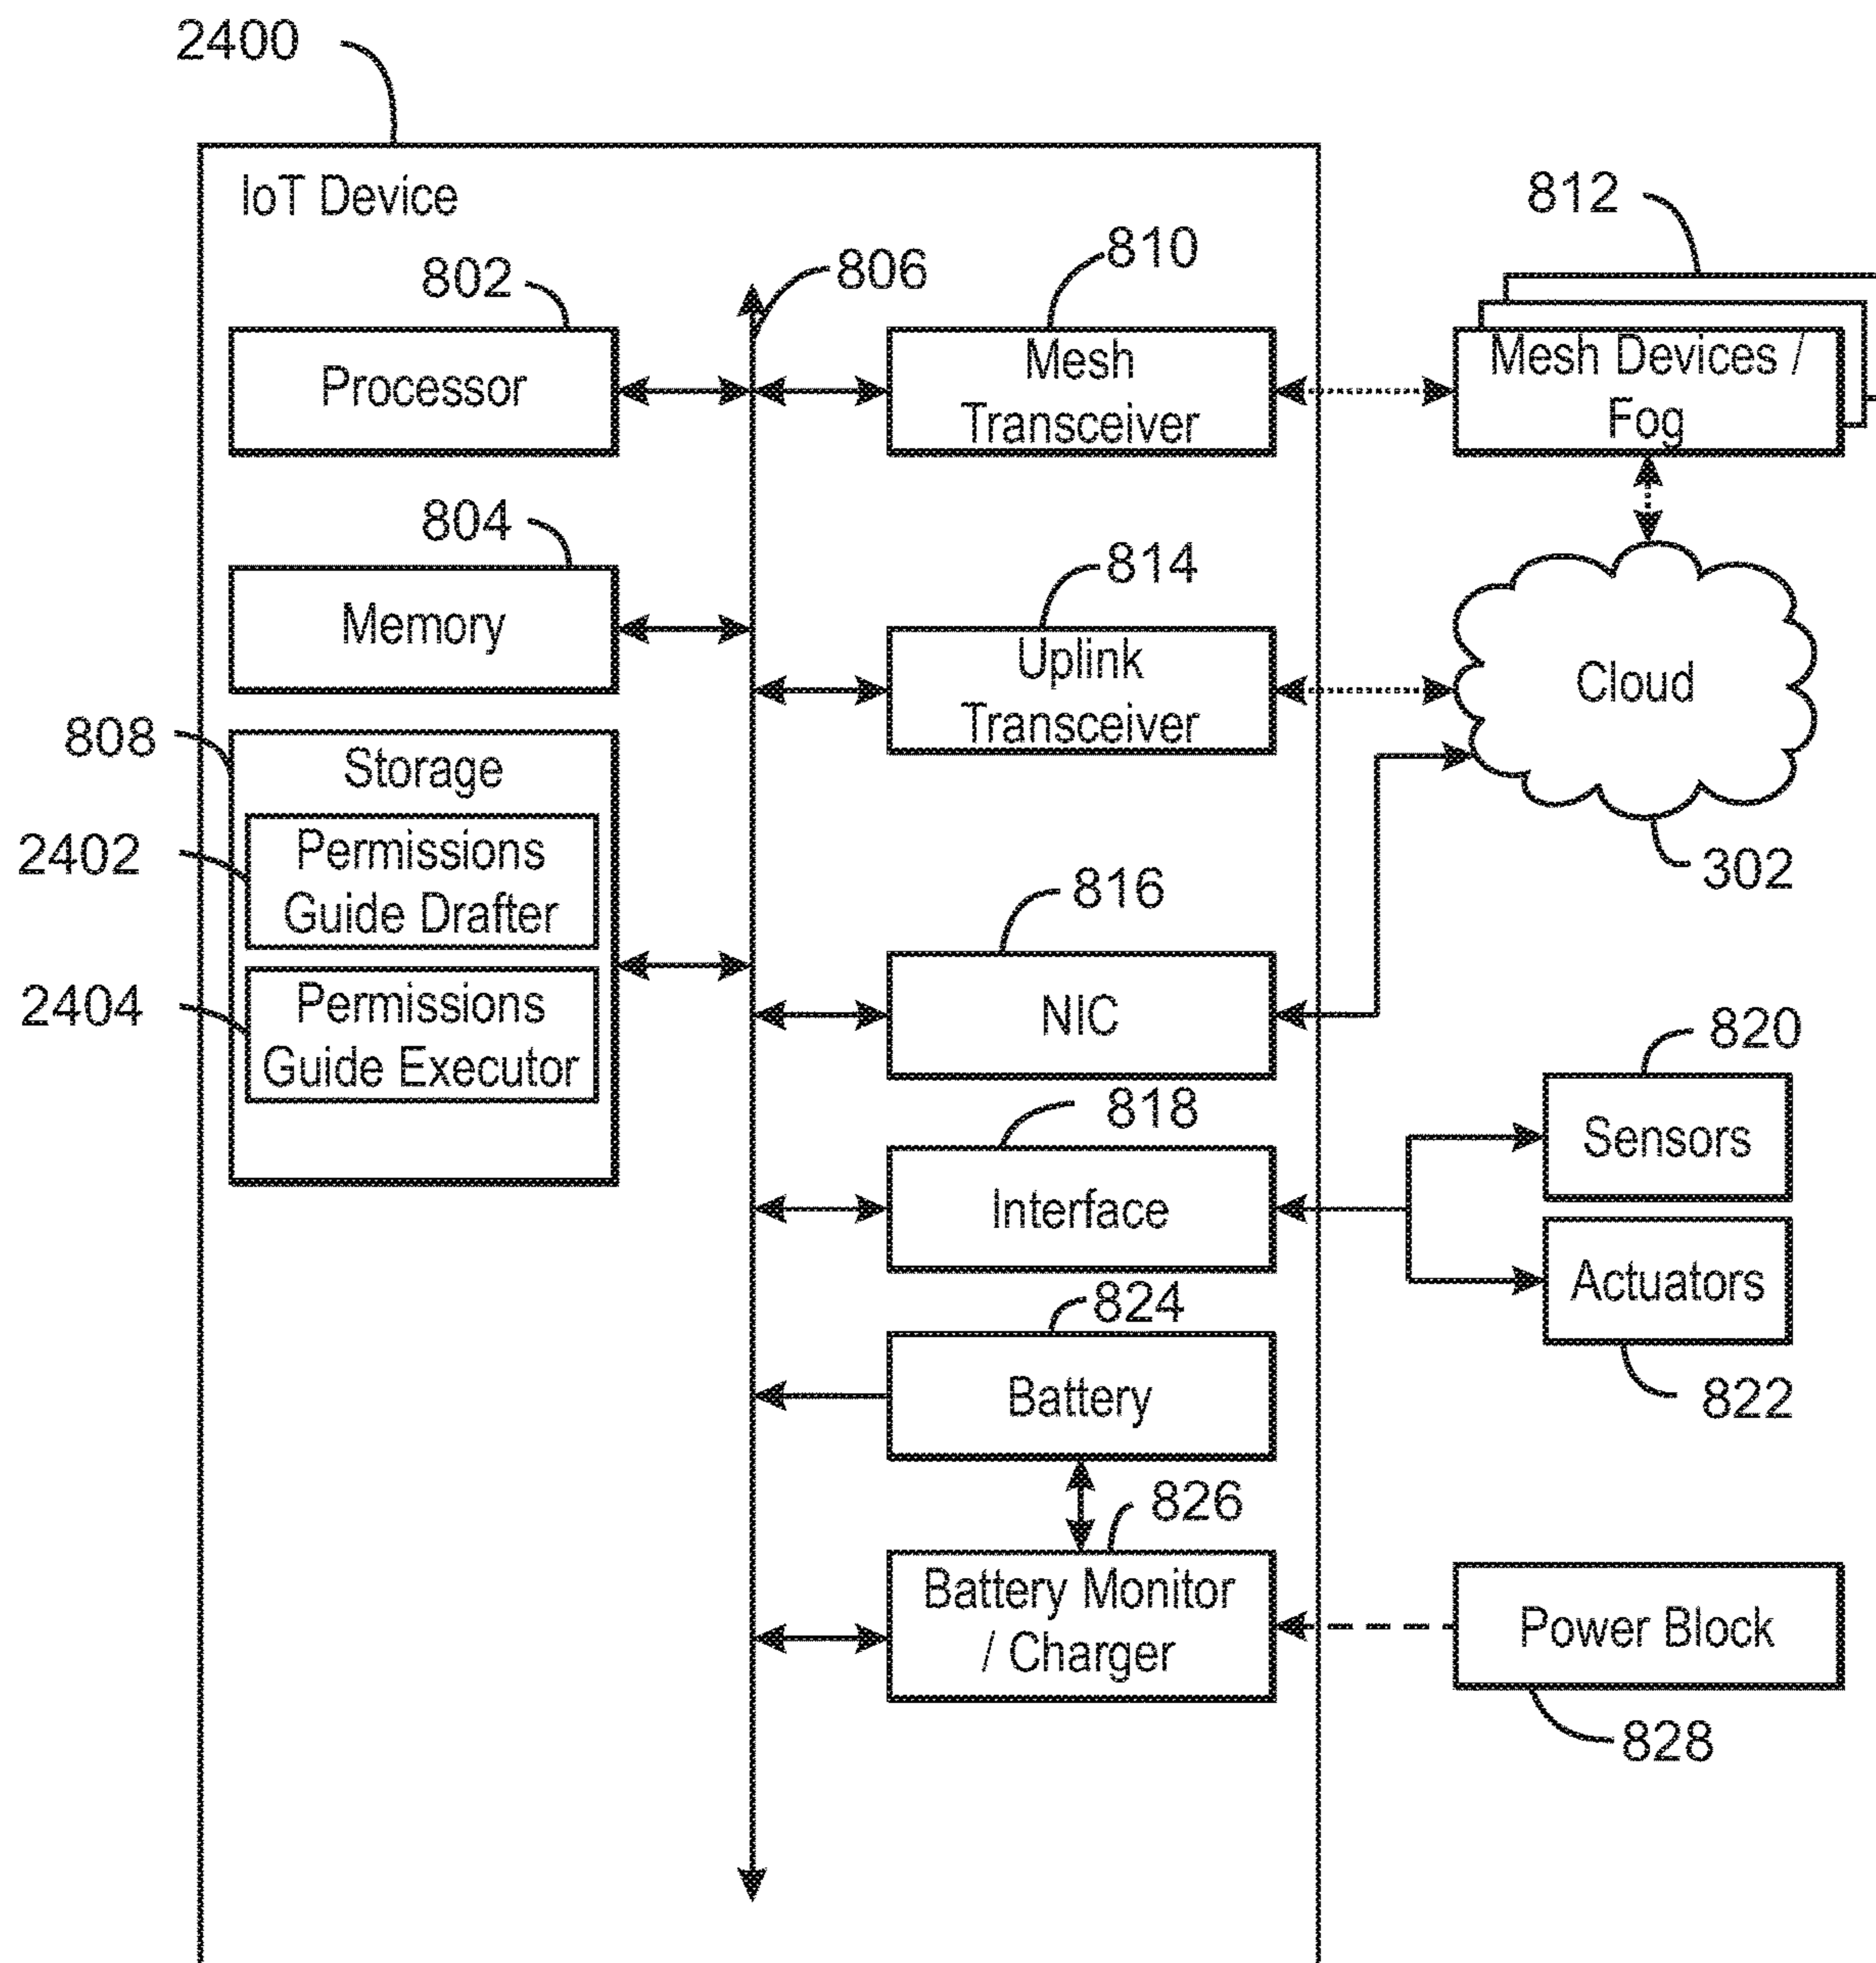 2400
IoT Device
812
810
806
802
Processor
Mesh
Transceiver
Mesh Devices /
Fog
804
Memory
814
Uplink
Transceiver
Cloud
302
808
Storage
2402
Permissions
Guide Drafter
2404
Permissions
Guide Executor
816
NIC
820
Sensors
818
Interface
Actuators
822
824
Battery
826
Battery Monitor
/ Charger
Power Block
828